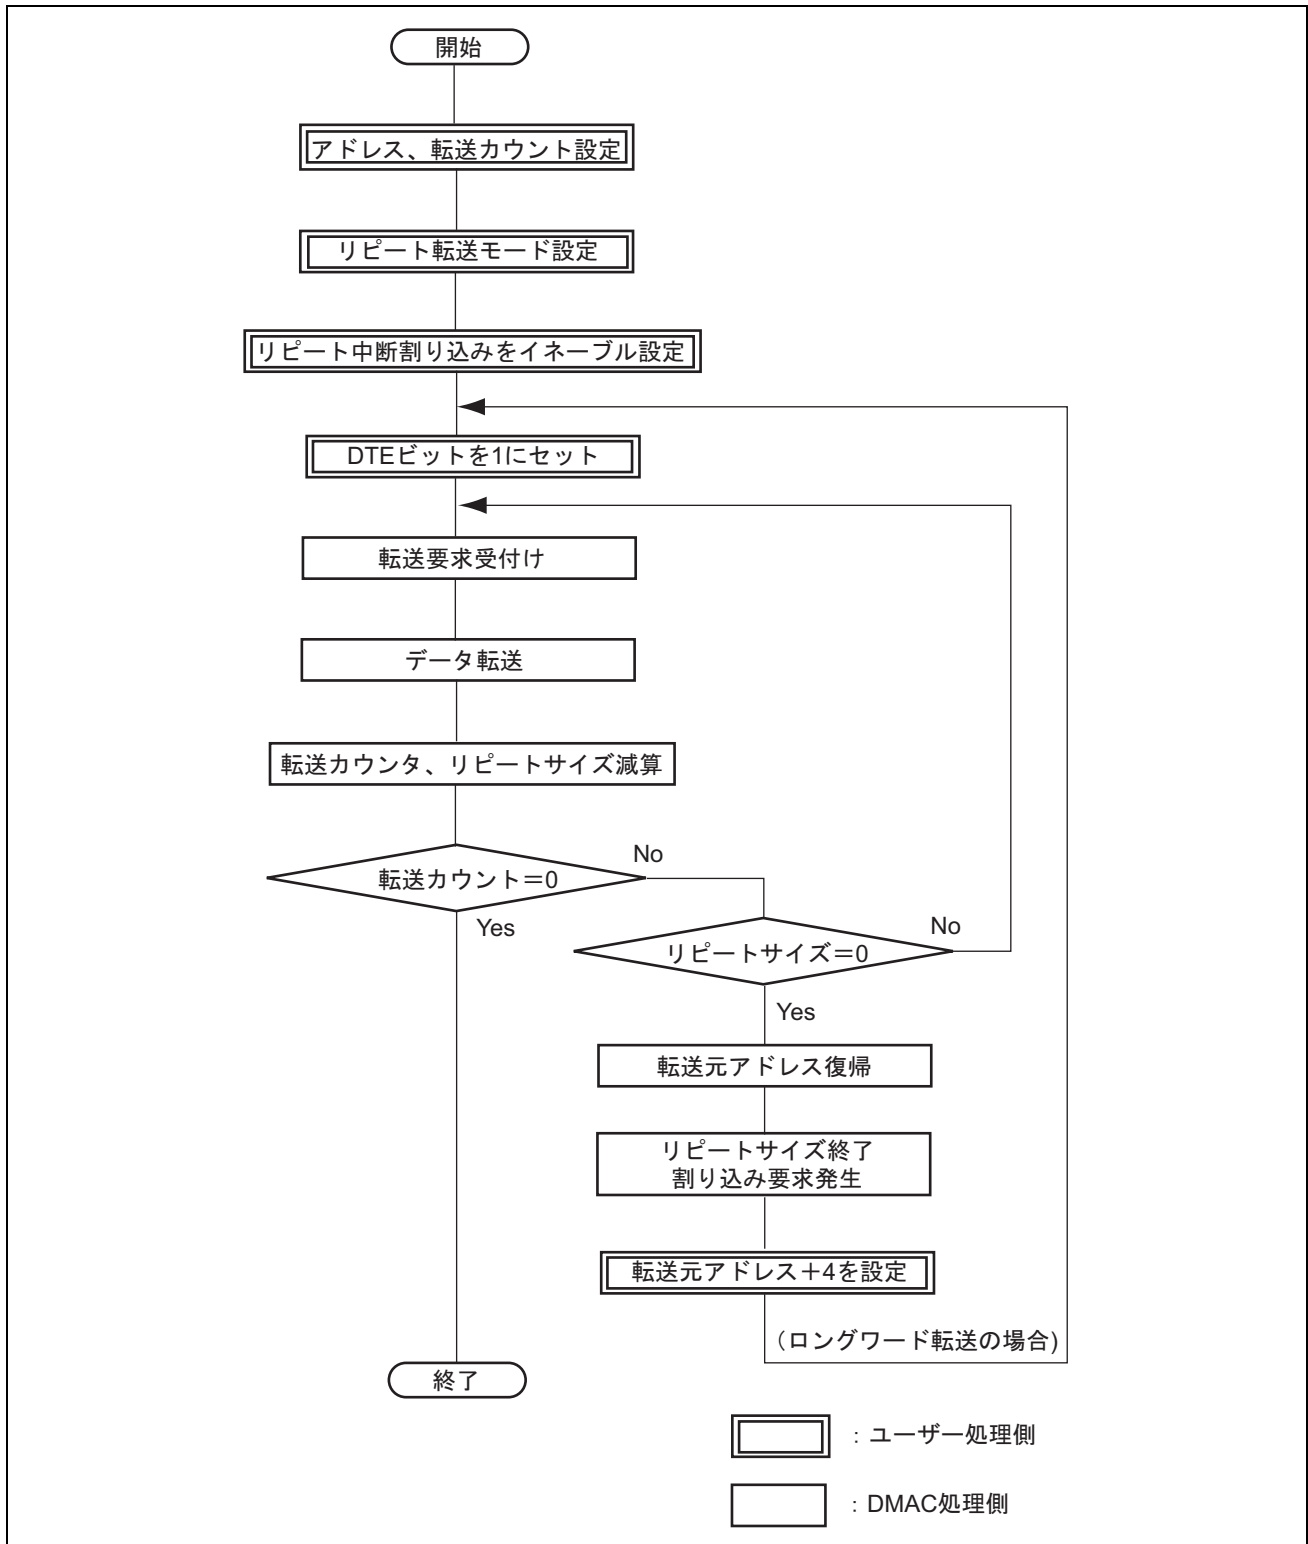 開始
アドレス、転送カウント設定
リピート転送モード設定
リピート中断割り込みをイネーブル設定
DTEビットを1にセット
転送要求受付け
データ転送
転送カウンタ、リピートサイズ減算
転送カウント＝0
No
Yes
リピートサイズ＝0
No
Yes
転送元アドレス復帰
リピートサイズ終了
割り込み要求発生
転送元アドレス＋4を設定
（ロングワード転送の場合)
終了
：ユーザー処理側
：DMAC処理側